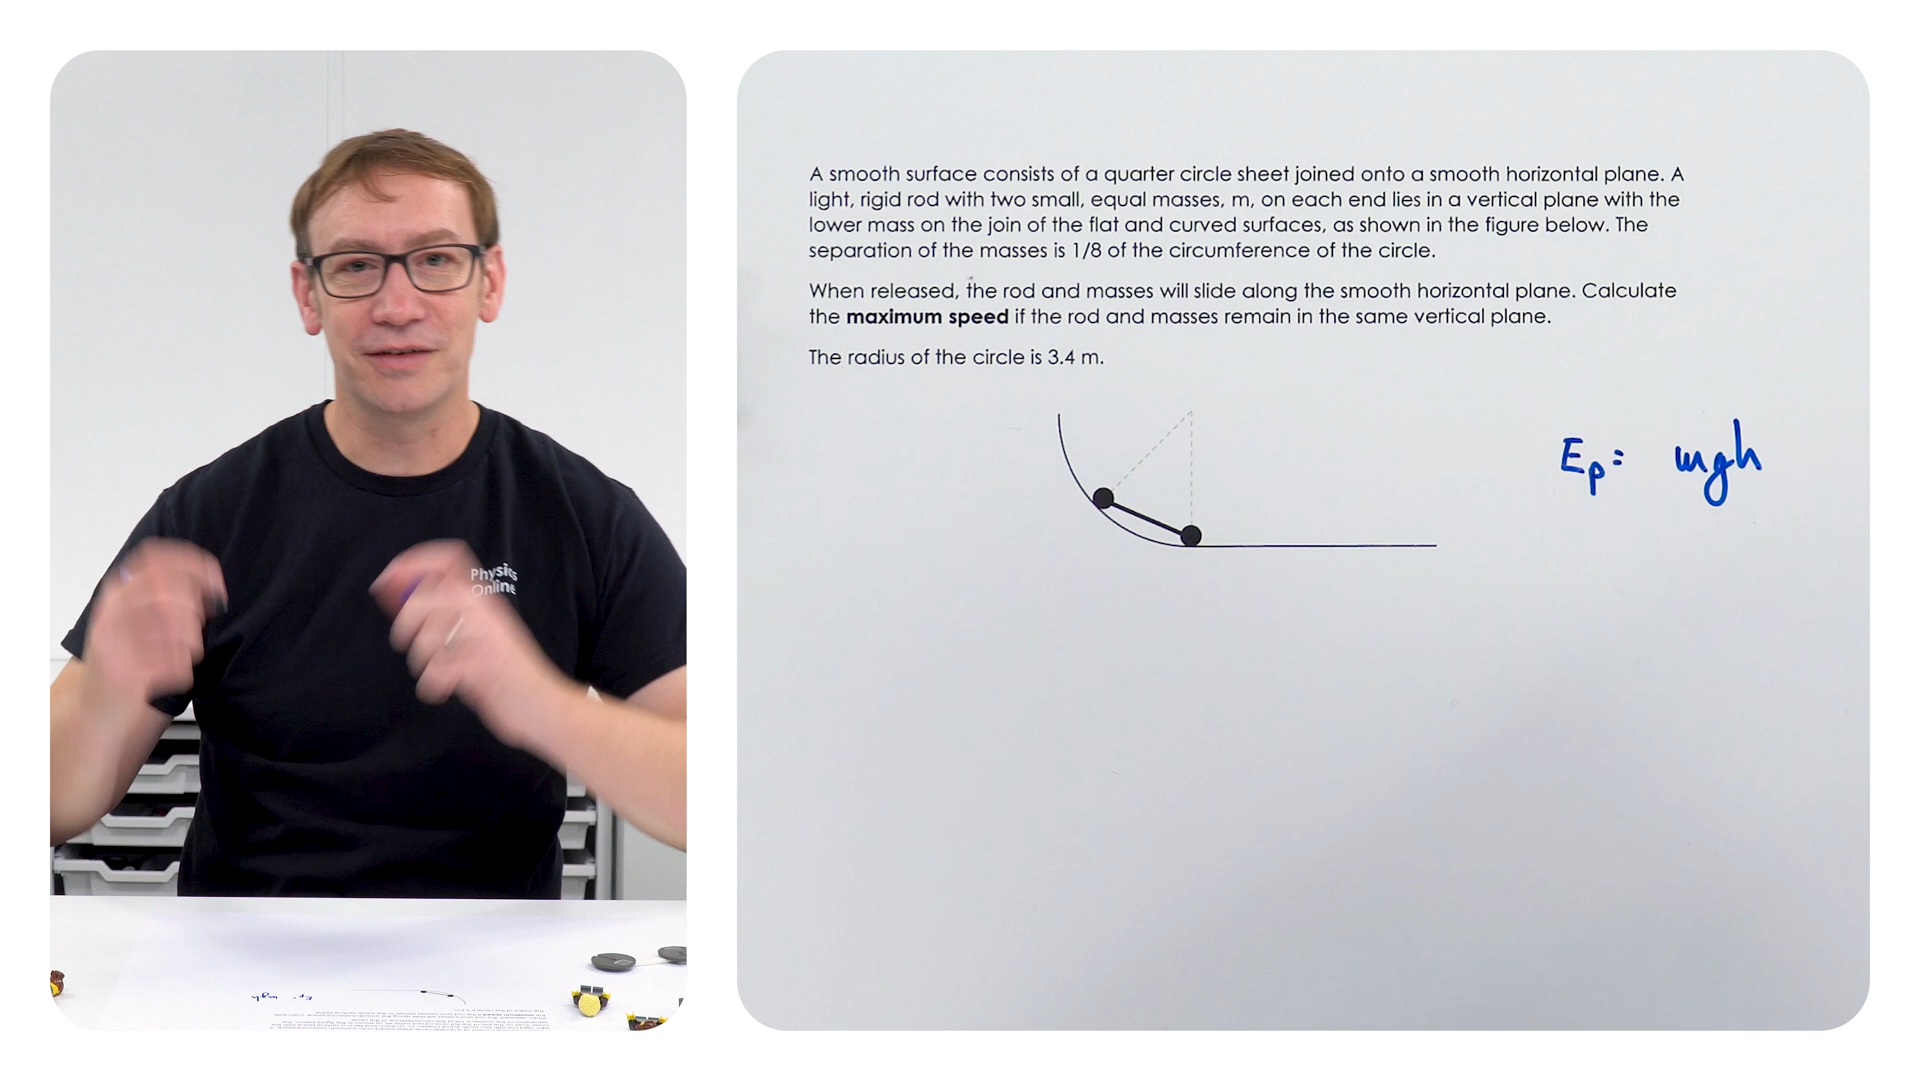 A smooth surface consists of a quarter circle sheet joined onto a smooth horizontal plane. A
light, rigid rod with two small, equal masses, m, on each end lies in a vertical plane with the
lower mass on the join of the flat and curved surfaces, as shown in the figure below. The
separation of the masses is 1/8 of the circumference of the circle.
When released, the rod and masses will slide along the smooth horizontal plane. Calculate
the maximum speed if the rod and masses remain in the same vertical plane.
The radius of the circle is 3.4 m.
Ep = mgh
Physics
Online